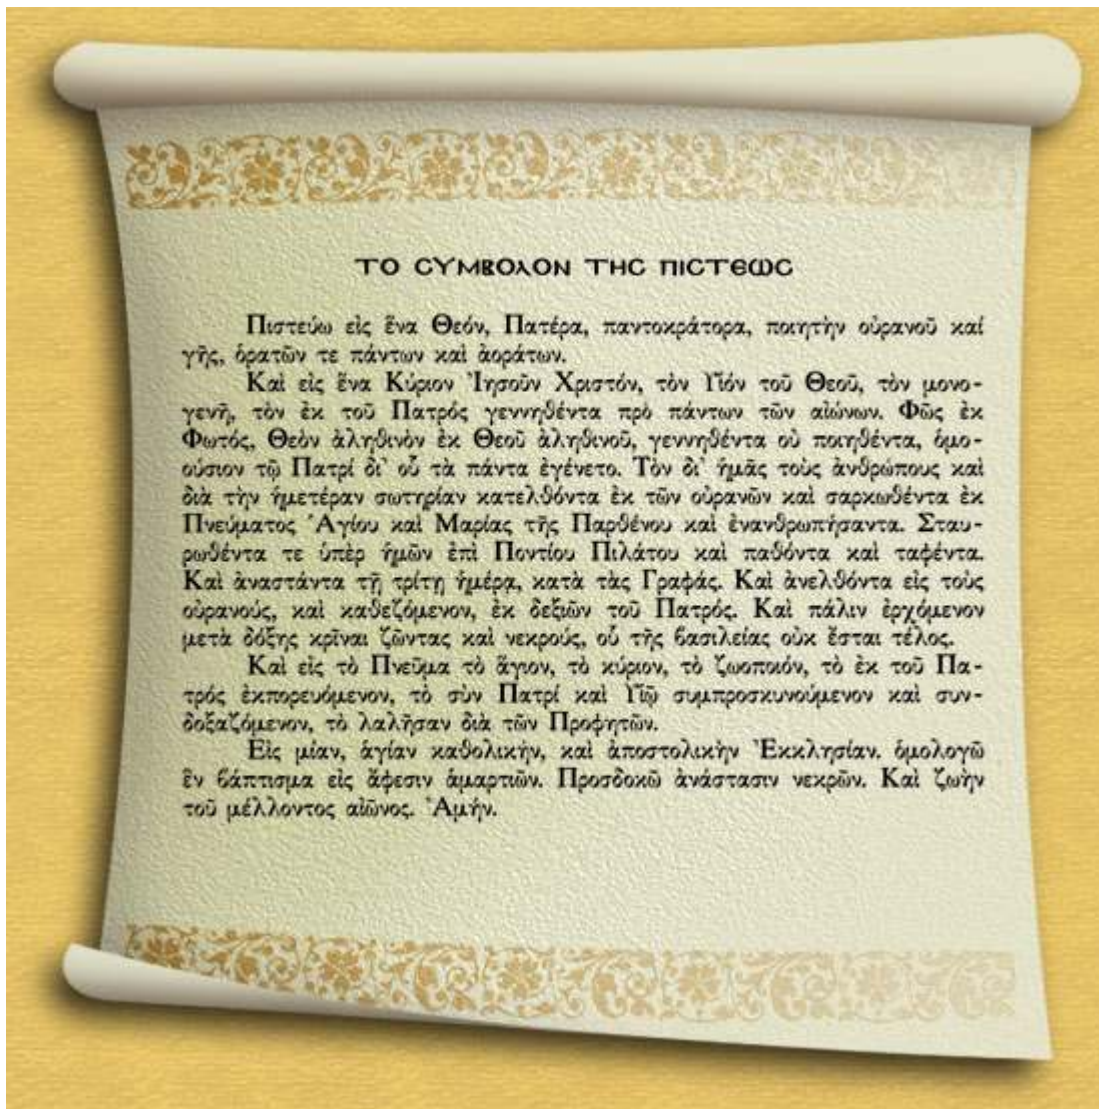 ΤΟ ϹΥΜΒΟΛΟΝ ΤΗϹ ΠΙϹΤΕΩϹ
Πιστεύω εἰς ἕνα Θεόν, Πατέρα, παντοκράτορα, ποιητὴν οὐρανοῦ καί
γῆς, ὁρατῶν τε πάντων καὶ ἀοράτων.
Καὶ εἰς ἕνα Κύριον Ἰησοῦν Χριστόν, τὸν Υἱόν τοῦ Θεοῦ, τὸν μονο-
γενῆ, τὸν ἐκ τοῦ Πατρός γεννηθέντα πρὸ πάντων τῶν αἰώνων. Φῶς ἐκ
Φωτός, Θεὸν ἀληθινὸν ἐκ Θεοῦ ἀληθινοῦ, γεννηθέντα οὐ ποιηθέντα, ὁμο-
ούσιον τῷ Πατρί δι' οὗ τὰ πάντα ἐγένετο. Τὸν δι' ἡμᾶς τοὺς ἀνθρώπους καὶ
διὰ τὴν ἡμετέραν σωτηρίαν κατελθόντα ἐκ τῶν οὐρανῶν καὶ σαρκωθέντα ἐκ
Πνεύματος Ἁγίου καὶ Μαρίας τῆς Παρθένου καὶ ἐνανθρωπήσαντα. Σταυ-
ρωθέντα τε ὑπὲρ ἡμῶν ἐπὶ Ποντίου Πιλάτου καὶ παθόντα καὶ ταφέντα.
Καὶ ἀναστάντα τῇ τρίτῃ ἡμέρᾳ, κατὰ τὰς Γραφάς. Καὶ ἀνελθόντα εἰς τοὺς
οὐρανούς, καὶ καθεζόμενον, ἐκ δεξιῶν τοῦ Πατρός. Καὶ πάλιν ἐρχόμενον
μετὰ δόξης κρῖναι ζῶντας καὶ νεκρούς, οὗ τῆς βασιλείας οὐκ ἔσται τέλος.
Καὶ εἰς τὸ Πνεῦμα τὸ ἅγιον, τὸ κύριον, τὸ ζωοποιόν, τὸ ἐκ τοῦ Πα-
τρός ἐκπορευόμενον, τὸ σὺν Πατρί καὶ Υἱῷ συμπροσκυνούμενον καὶ συν-
δοξαζόμενον, τὸ λαλῆσαν διὰ τῶν Προφητῶν.
Εἰς μίαν, ἁγίαν καθολικήν, καὶ ἀποστολικὴν Ἐκκλησίαν. ὁμολογῶ
ἓν βάπτισμα εἰς ἄφεσιν ἁμαρτιῶν. Προσδοκῶ ἀνάστασιν νεκρῶν. Καὶ ζωὴν
τοῦ μέλλοντος αἰῶνος. Ἀμήν.